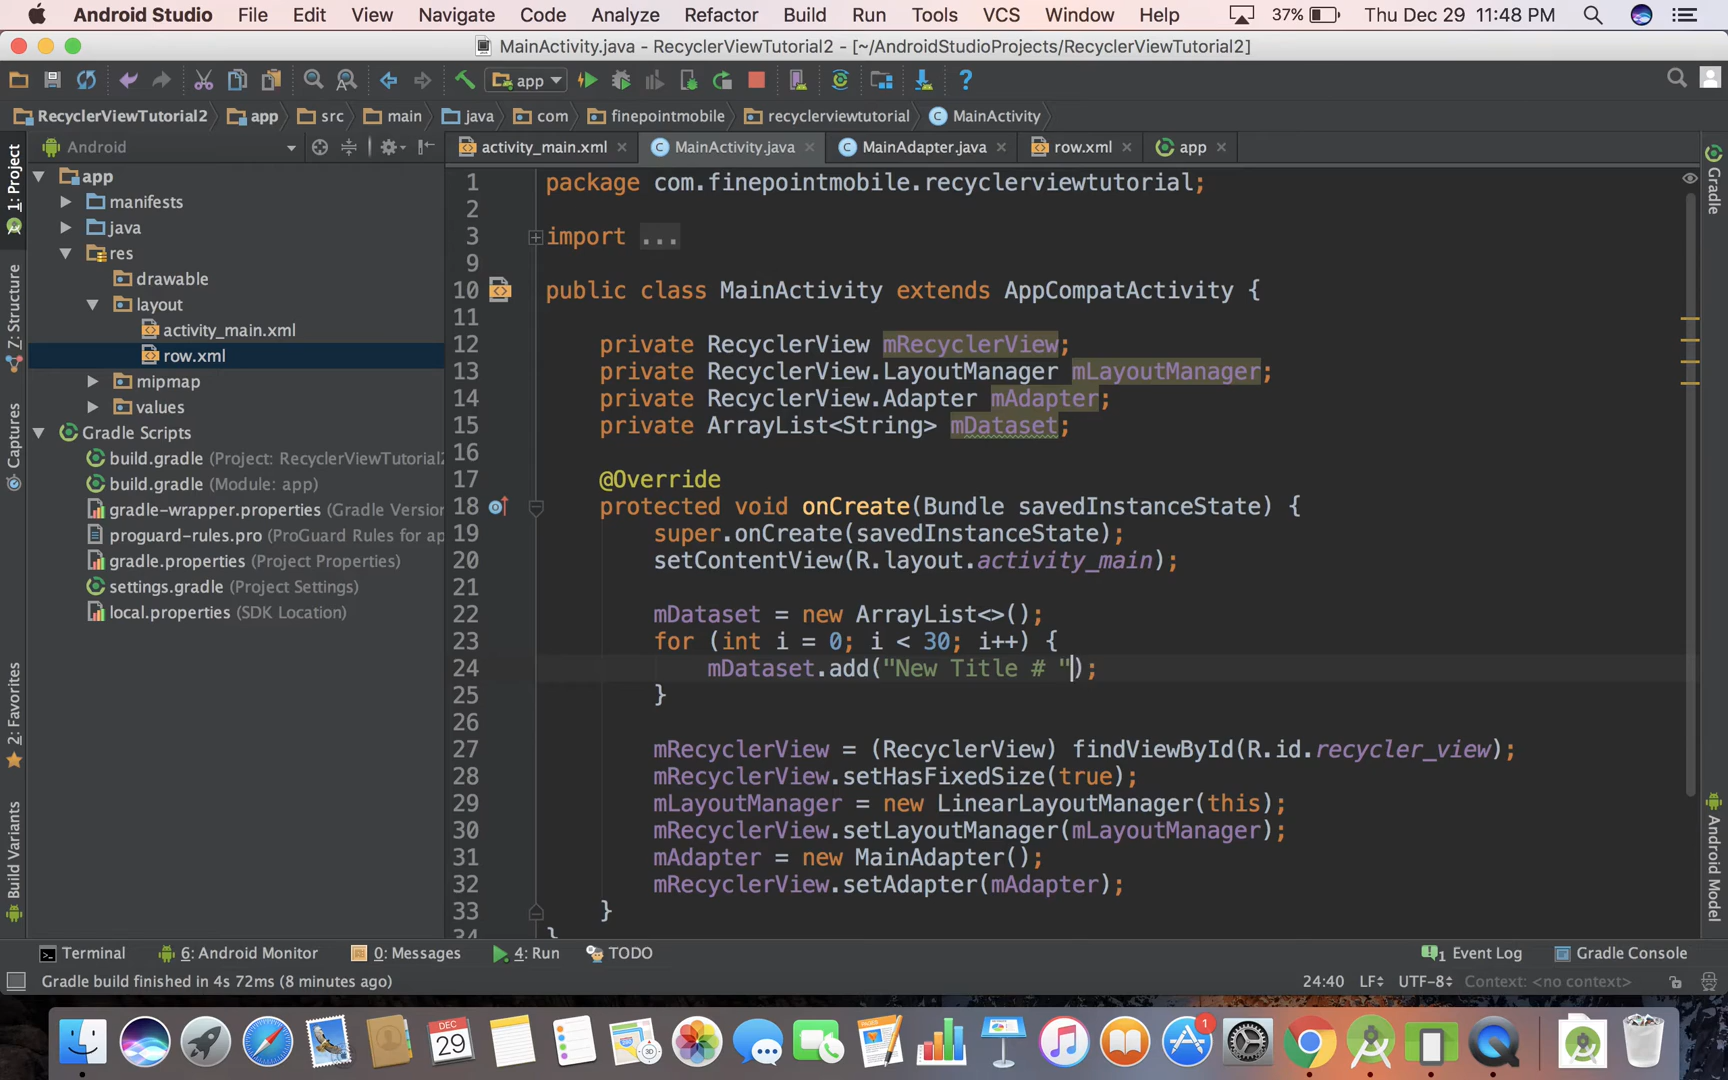 Android Studio File Edit View Navigate Code Analyze Refactor Build Run Tools VCS Window Help 37% Thu Dec 29 11:48 PM
MainActivity.java - RecyclerViewTutorial2 - [~/AndroidStudioProjects/RecyclerViewTutorial2]
app
RecyclerViewTutorial2 app src main java com finepointmobile recyclerviewtutorial MainActivity
Android
activity_main.xml MainActivity.java MainAdapter.java row.xml app
1: Project
Z: Structure
Captures
2: Favorites
Build Variants
app
manifests
java
res
drawable
layout
activity_main.xml
row.xml
mipmap
values
Gradle Scripts
build.gradle (Project: RecyclerViewTutorial2
build.gradle (Module: app)
gradle-wrapper.properties (Gradle Version
proguard-rules.pro (ProGuard Rules for ap
gradle.properties (Project Properties)
settings.gradle (Project Settings)
local.properties (SDK Location)
1 package com.finepointmobile.recyclerviewtutorial;
2
3 import ...
9
10 public class MainActivity extends AppCompatActivity {
11
12 private RecyclerView mRecyclerView;
13 private RecyclerView.LayoutManager mLayoutManager;
14 private RecyclerView.Adapter mAdapter;
15 private ArrayList<String> mDataset;
16
17 @Override
18 protected void onCreate(Bundle savedInstanceState) {
19 super.onCreate(savedInstanceState);
20 setContentView(R.layout.activity_main);
21
22 mDataset = new ArrayList<>();
23 for (int i = 0; i < 30; i++) {
24 mDataset.add("New Title # ");
25 }
26
27 mRecyclerView = (RecyclerView) findViewById(R.id.recycler_view);
28 mRecyclerView.setHasFixedSize(true);
29 mLayoutManager = new LinearLayoutManager(this);
30 mRecyclerView.setLayoutManager(mLayoutManager);
31 mAdapter = new MainAdapter();
32 mRecyclerView.setAdapter(mAdapter);
33 }
34 }
Gradle
Android Model
Terminal 6: Android Monitor 0: Messages 4: Run TODO 1 Event Log Gradle Console
Gradle build finished in 4s 72ms (8 minutes ago) 24:40 LF UTF-8 Context: <no context>
DEC
29
1